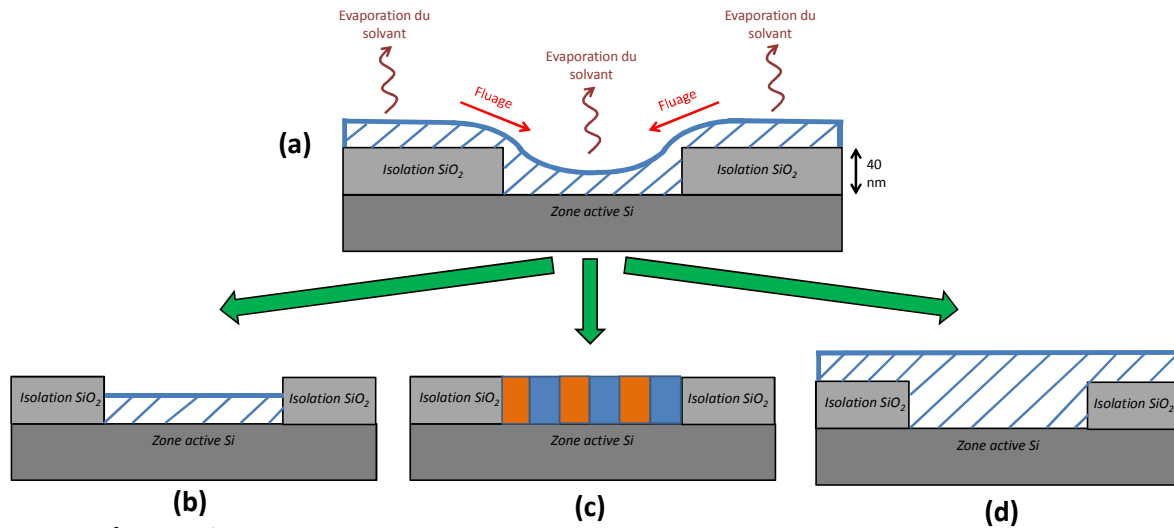 Evaporation du
solvant
Evaporation du
solvant
Evaporation du
solvant
Fluage
Fluage
(a)
Isolation SiO2
Isolation SiO2
40
nm
Zone active Si
Isolation SiO2
Isolation SiO2
Zone active Si
(b)
Isolation SiO2
Isolation SiO2
Zone active Si
(c)
Isolation SiO2
Isolation SiO2
Zone active Si
(d)